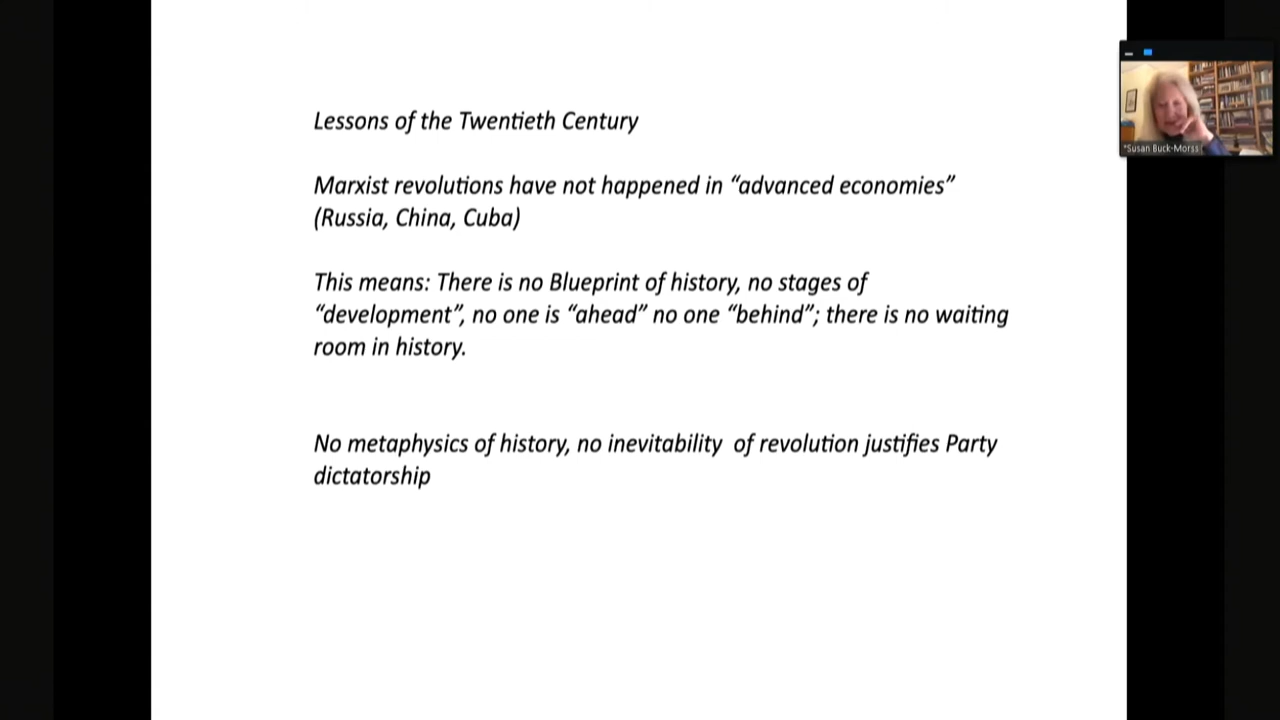 Lessons of the Twentieth Century
Marxist revolutions have not happened in “advanced economies”
(Russia, China, Cuba)
This means: There is no Blueprint of history, no stages of
“development”, no one is “ahead” no one “behind”; there is no waiting
room in history.
No metaphysics of history, no inevitability  of revolution justifies Party
dictatorship
*Susan Buck-Morss